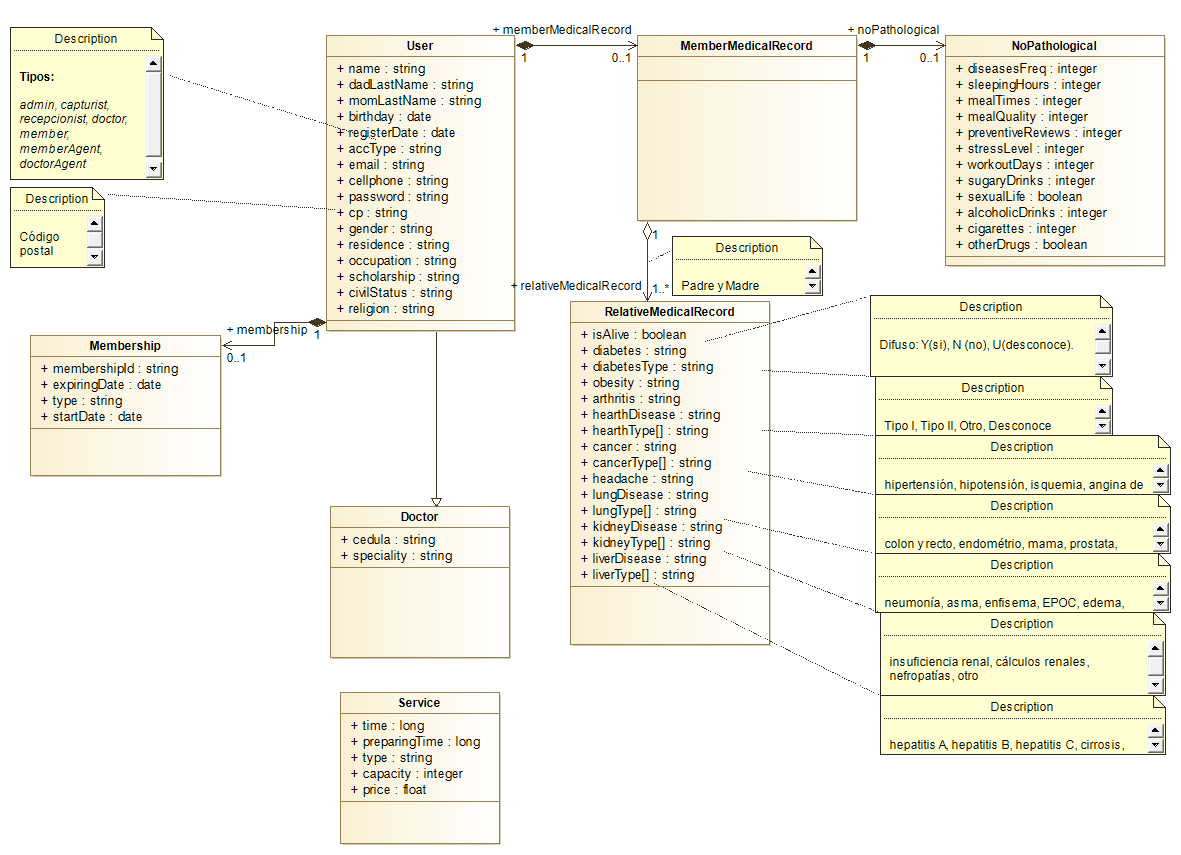 Description
Tipos:
admin, capturist,
recepcionist, doctor,
member,
memberAgent,
doctorAgent
Description
Código
postal
User
+ name : string
+ dadLastName : string
+ momLastName : string
+ birthday : date
+ registerDate : date
+ accType : string
+ email : string
+ cellphone : string
+ password : string
+ cp : string
+ gender : string
+ residence : string
+ occupation : string
+ scholarship : string
+ civilStatus : string
+ religion : string
+ memberMedicalRecord
1
0..1
MemberMedicalRecord
+ noPathological
1
0..1
NoPathological
+ diseasesFreq : integer
+ sleepingHours : integer
+ mealTimes : integer
+ mealQuality : integer
+ preventiveReviews : integer
+ stressLevel : integer
+ workoutDays : integer
+ sugaryDrinks : integer
+ sexualLife : boolean
+ alcoholicDrinks : integer
+ cigarettes : integer
+ otherDrugs : boolean
1
Description
Padre y Madre
+ relativeMedicalRecord
1..*
+ membership
1
0..1
Membership
+ membershipId : string
+ expiringDate : date
+ type : string
+ startDate : date
RelativeMedicalRecord
+ isAlive : boolean
+ diabetes : string
+ diabetesType : string
+ obesity : string
+ arthritis : string
+ hearthDisease : string
+ hearthType[] : string
+ cancer : string
+ cancerType[] : string
+ headache : string
+ lungDisease : string
+ lungType[] : string
+ kidneyDisease : string
+ kidneyType[] : string
+ liverDisease : string
+ liverType[] : string
Description
Difuso: Y(si), N (no), U(desconoce).
Description
Tipo I, Tipo II, Otro, Desconoce
Description
hipertensión, hipotensión, isquemia, angina de
Description
colon y recto, endométrio, mama, prostata,
Description
neumonía, asma, enfisema, EPOC, edema,
Description
insuficiencia renal, cálculos renales,
nefropatías, otro
Description
hepatitis A, hepatitis B, hepatitis C, cirrosis,
Doctor
+ cedula : string
+ speciality : string
Service
+ time : long
+ preparingTime : long
+ type : string
+ capacity : integer
+ price : float